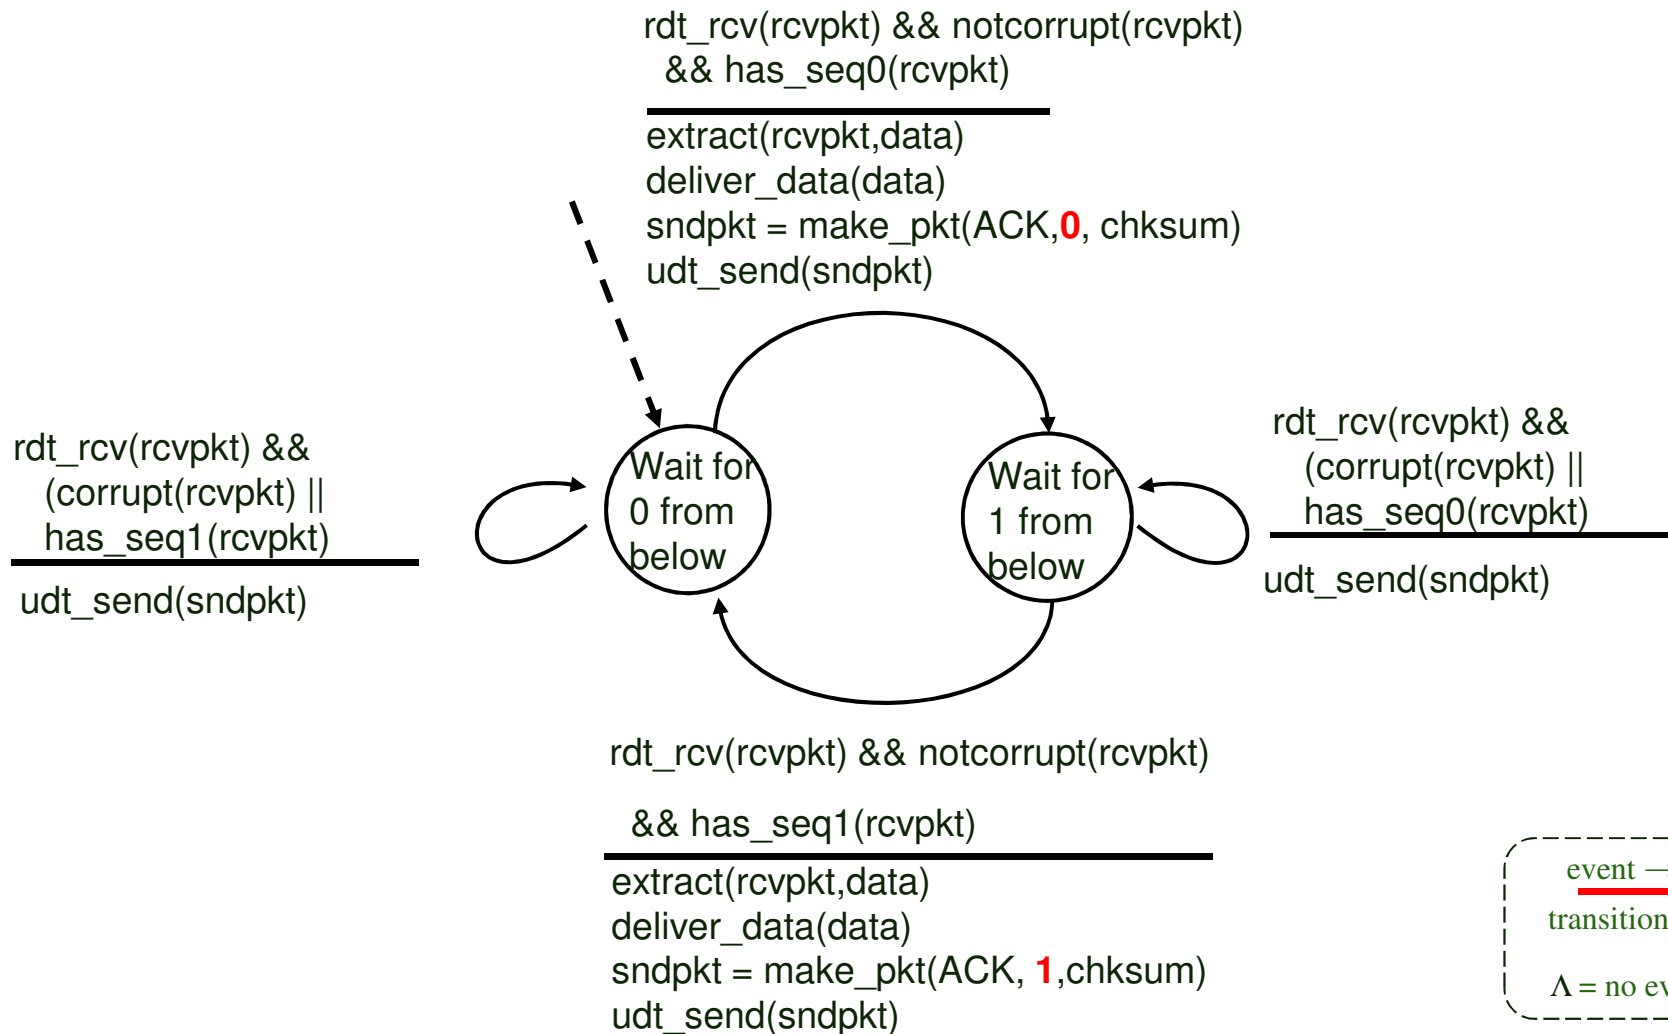 rdt_rcv(rcvpkt) && notcorrupt(rcvpkt)
&& has_seq0(rcvpkt)
extract(rcvpkt,data)
deliver_data(data)
sndpkt = make_pkt(ACK,0, chksum)
udt_send(sndpkt)
rdt_rcv(rcvpkt) &&
(corrupt(rcvpkt) ||
has_seq1(rcvpkt)
udt_send(sndpkt)
Wait for
0 from
below
Wait for
1 from
below
rdt_rcv(rcvpkt) &&
(corrupt(rcvpkt) ||
has_seq0(rcvpkt)
udt_send(sndpkt)
rdt_rcv(rcvpkt) && notcorrupt(rcvpkt)
&& has_seq1(rcvpkt)
extract(rcvpkt,data)
deliver_data(data)
sndpkt = make_pkt(ACK, 1,chksum)
udt_send(sndpkt)
event
transition
Λ = no ev